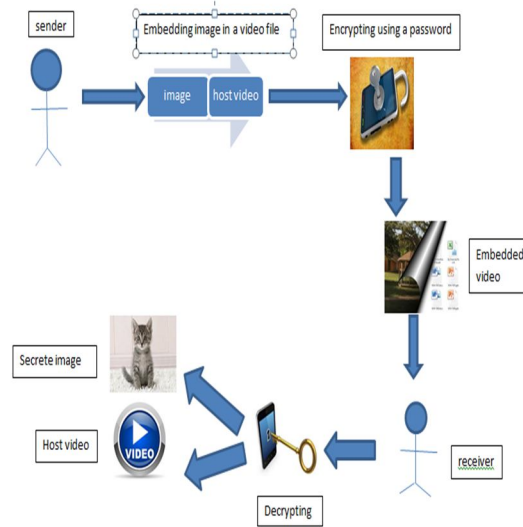 sender
Embedding image in a video file
Encrypting using a password
image
host video
Embedded
video
Secrete image
Host video
VIDEO
receiver
Decrypting